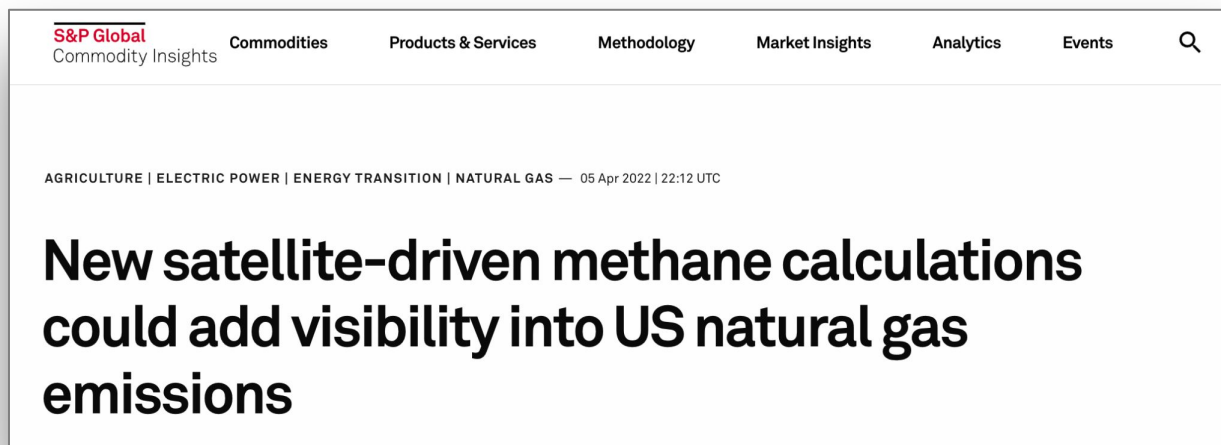 S&P Global
Commodity Insights
Commodities Products & Services Methodology Market Insights Analytics Events
AGRICULTURE | ELECTRIC POWER | ENERGY TRANSITION | NATURAL GAS — 05 Apr 2022 | 22:12 UTC
New satellite-driven methane calculations
could add visibility into US natural gas
emissions